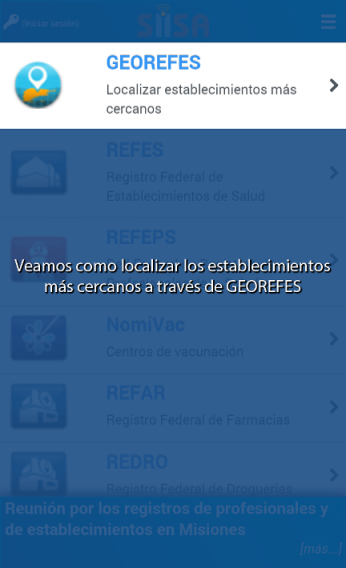 (Iniciar sesión)
SIISA
GEOREFES
Localizar establecimientos más
cercanos
REFES
Registro Federal de
Establecimientos de Salud
REFEPS
Veamos como localizar los establecimientos
más cercanos a través de GEOREFES
NomiVac
Centros de vacunación
REFAR
Registro Federal de Farmacias
REDRO
Registro Federal de Droguerías
Reunión por los registros de profesionales y
de establecimientos en Misiones
[más...]